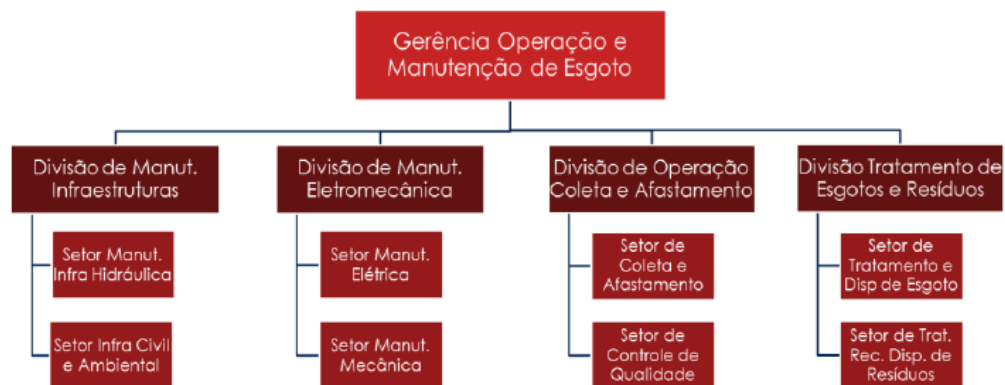 Gerência Operação e
Manutenção de Esgoto
Divisão de Manut.
Infraestruturas
Divisão de Manut.
Eletromecânica
Divisão de Operação
Coleta e Afastamento
Divisão Tratamento de
Esgotos e Resíduos
Setor Manut.
Infra Hidráulica
Setor Manut.
Elétrica
Setor de
Coleta e
Afastamento
Setor de
Tratamento e
Disp de Esgoto
Setor Infra Civil
e Ambiental
Setor Manut.
Mecânica
Setor de
Controle de
Qualidade
Setor de Trat.
Rec. Disp. de
Resíduos